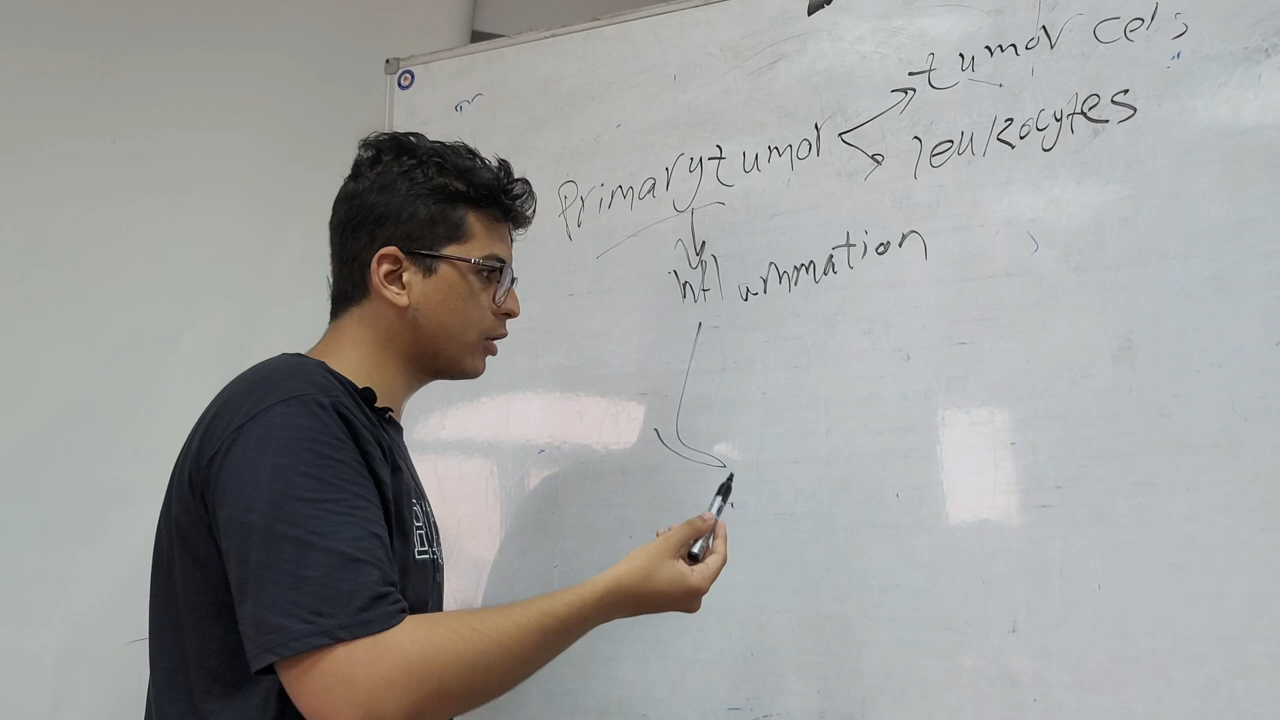 tumor cells
Primary tumor
leukocytes
inflammation